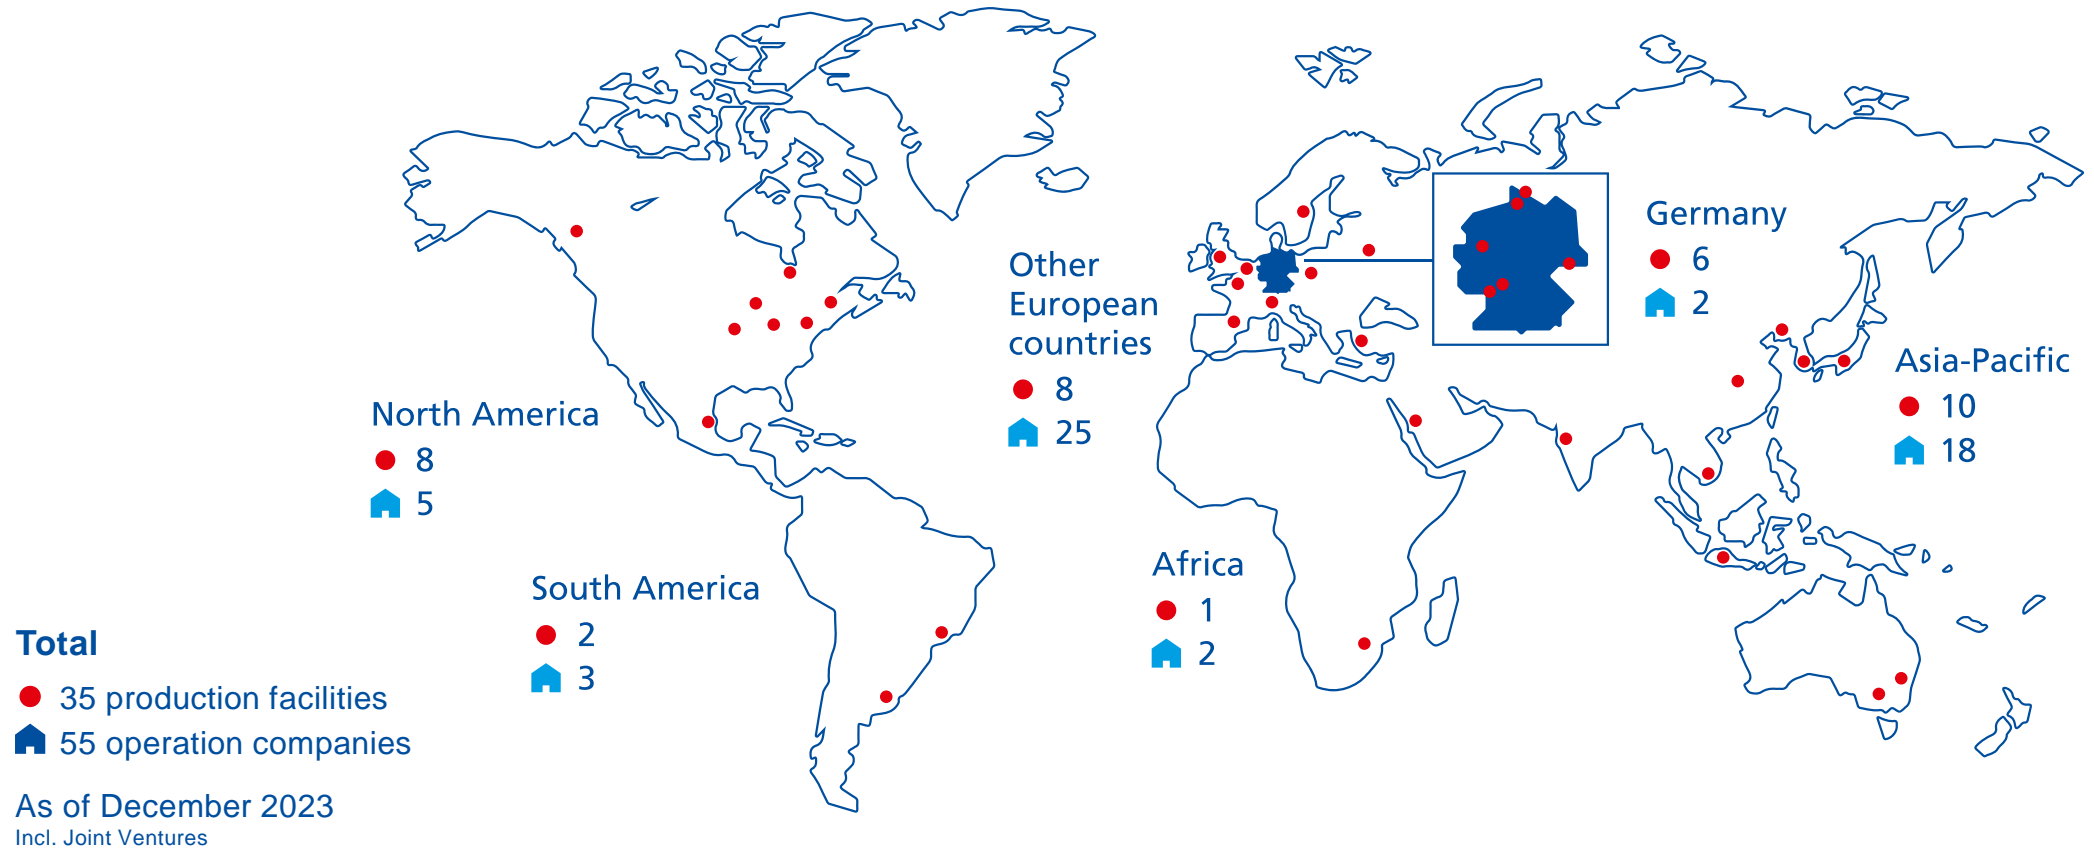 North America
8
5
South America
2
3
Other
European
countries
8
25
Africa
1
2
Germany
6
2
Asia-Pacific
10
18
Total
35 production facilities
55 operation companies
As of December 2023
Incl. Joint Ventures